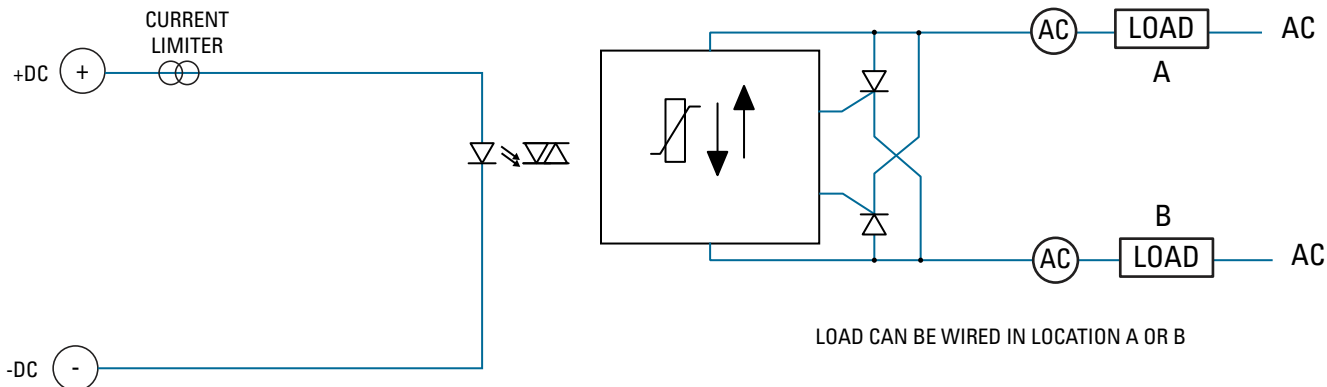 CURRENT
LIMITER
+DC
+
AC
LOAD
AC
A
B
AC
LOAD
AC
LOAD CAN BE WIRED IN LOCATION A OR B
-DC
-